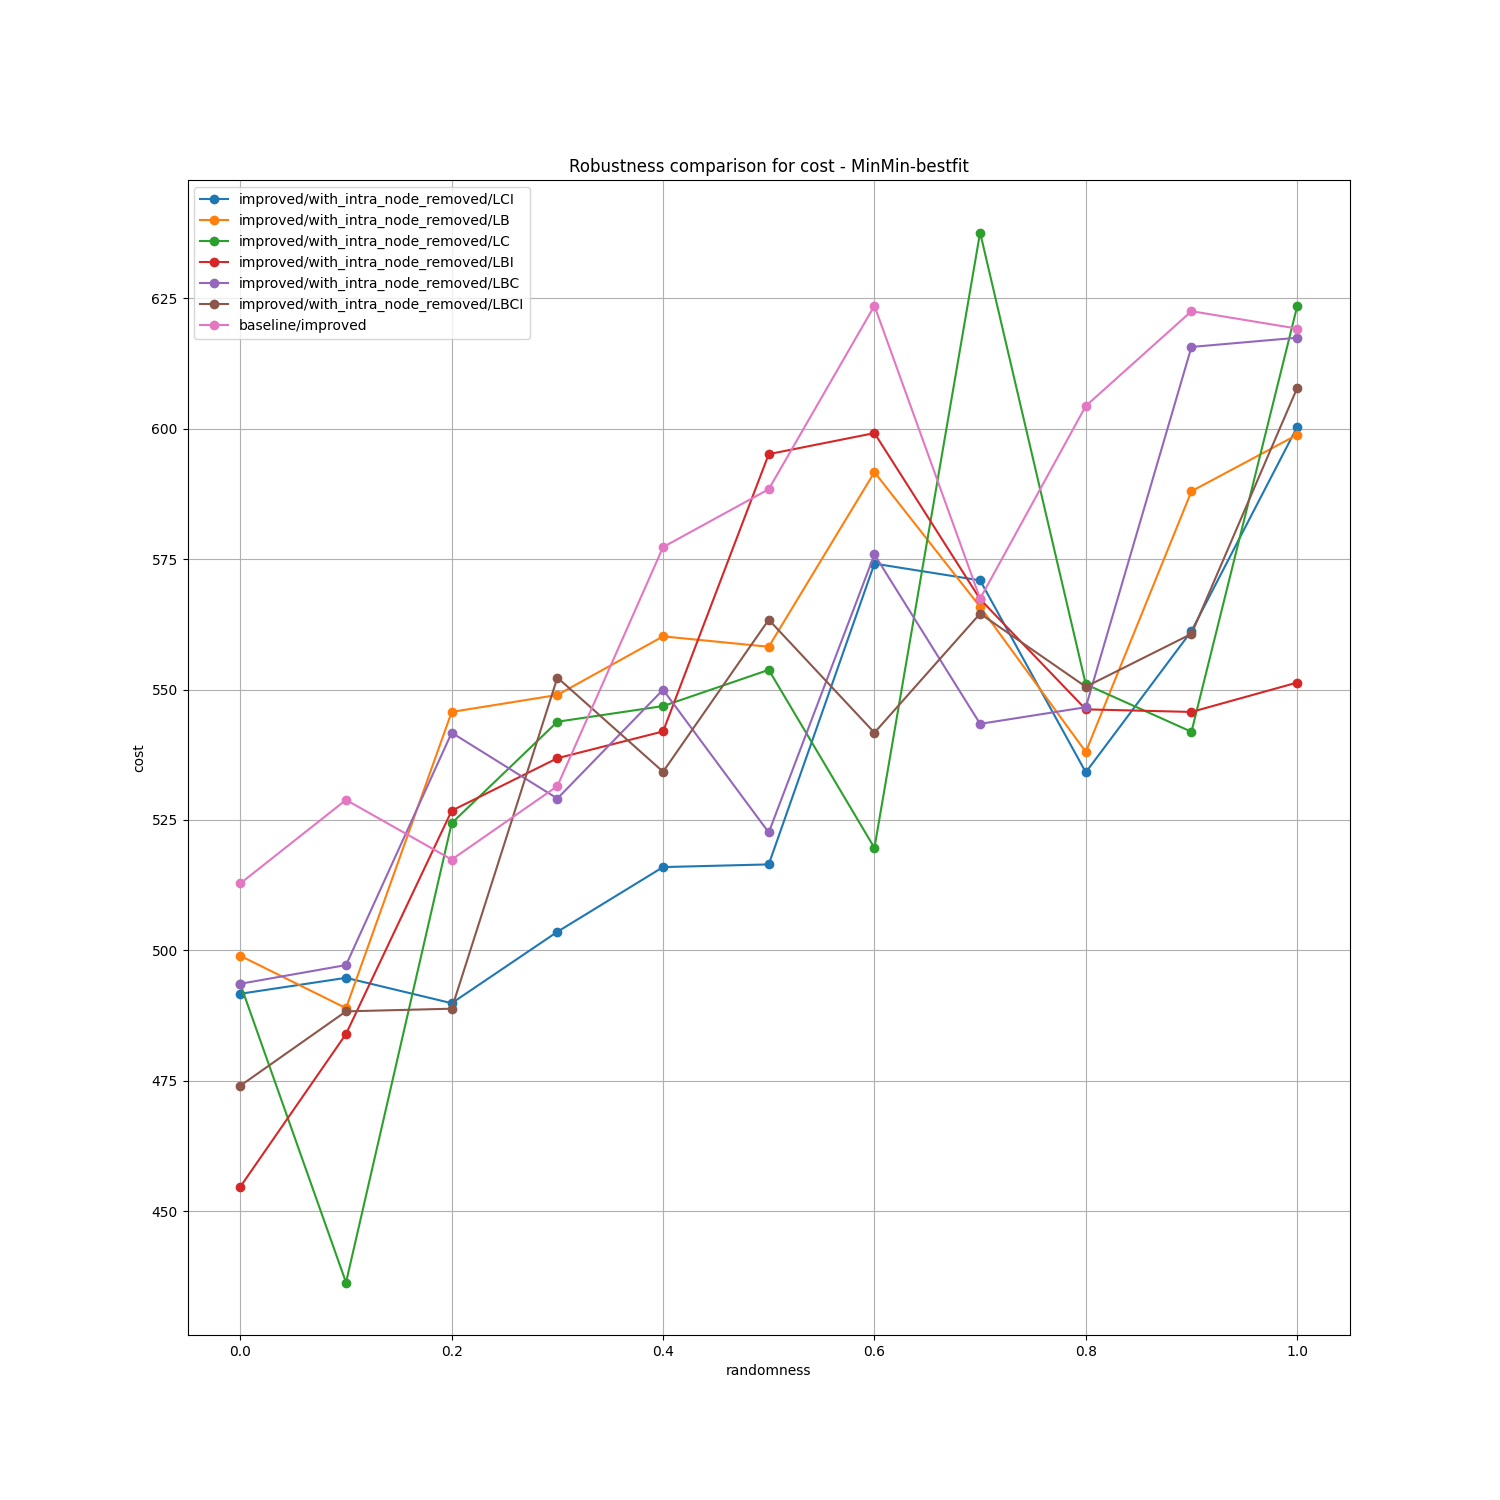 Robustness comparison for cost - MinMin-bestfit
improved/with_intra_node_removed/LCI
improved/with_intra_node_removed/LB
improved/with_intra_node_removed/LC
improved/with_intra_node_removed/LBI
improved/with_intra_node_removed/LBC
improved/with_intra_node_removed/LBCI
baseline/improved
625
600
575
550
525
500
475
450
cost
0.0 0.2 0.4 0.6 0.8 1.0
randomness